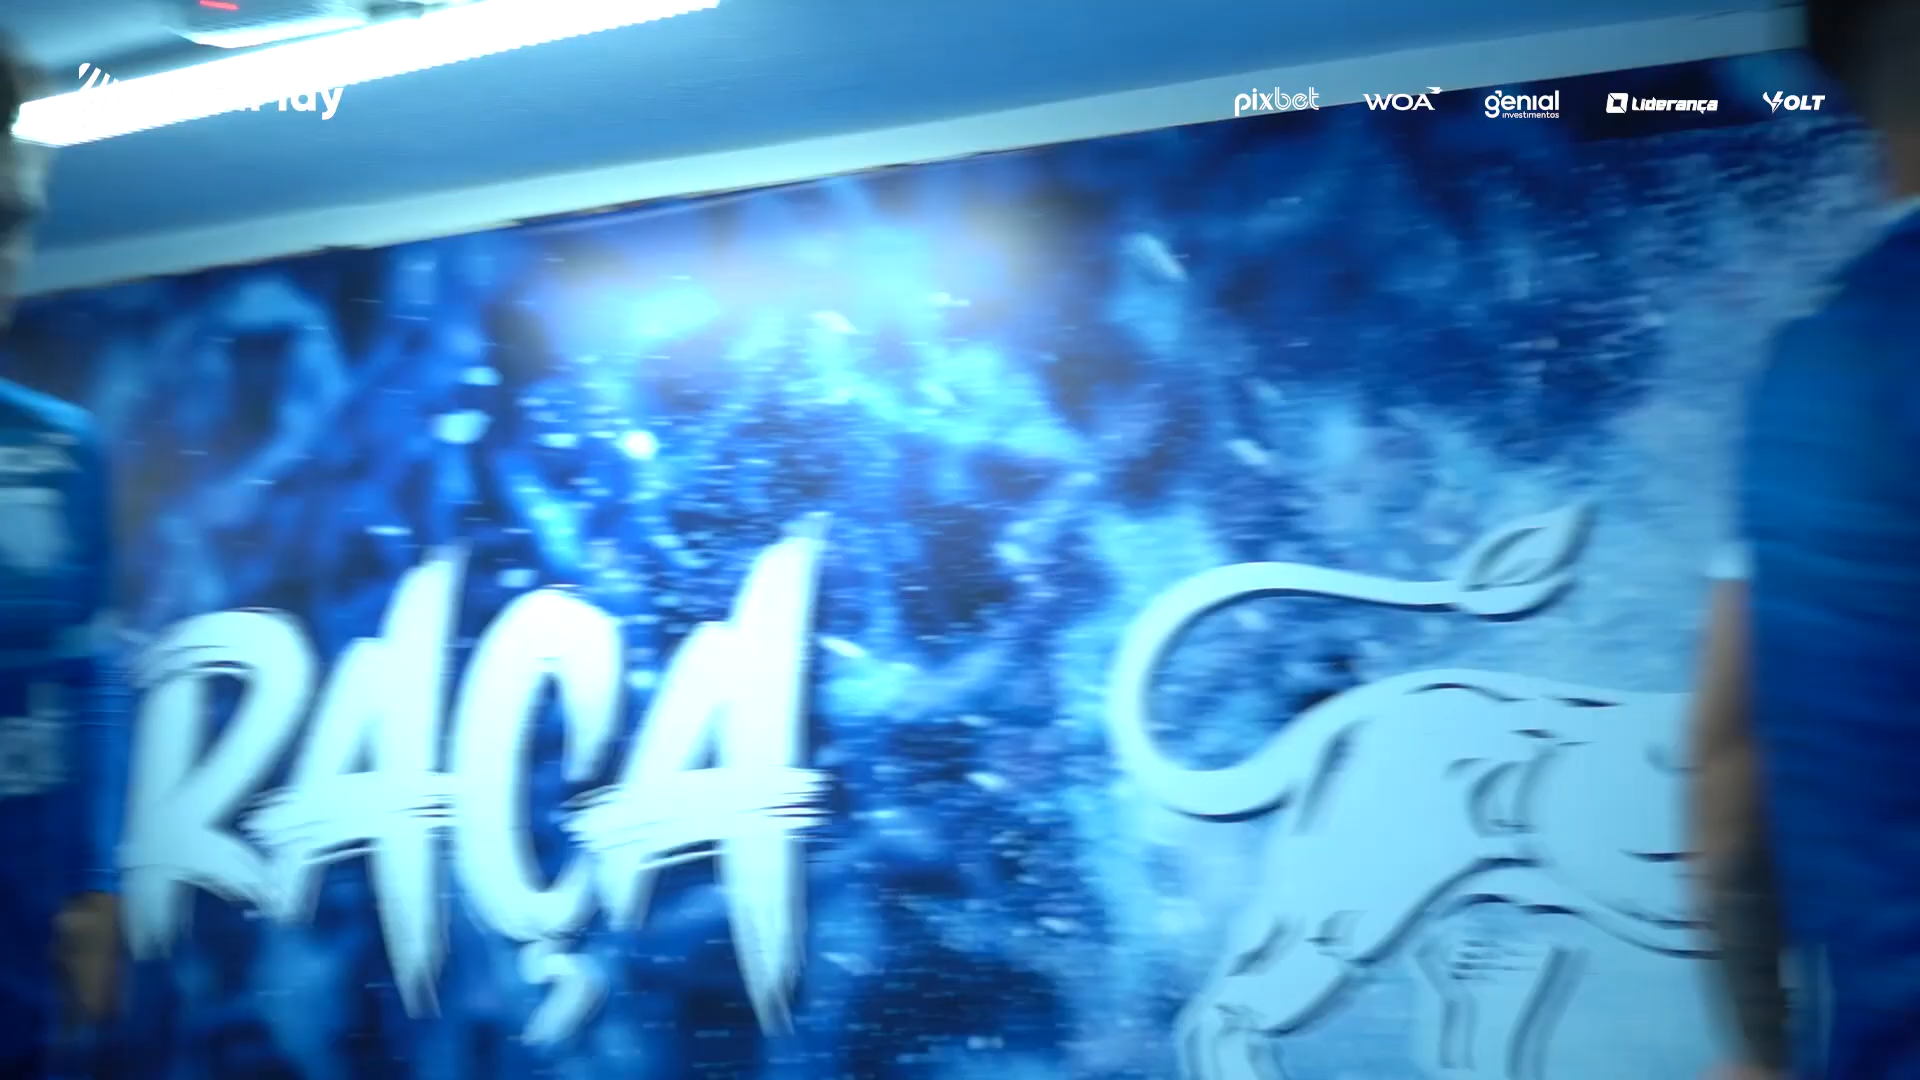 pixbet
WOA
genial
investimentos
Liderança
VOLT
RAÇA